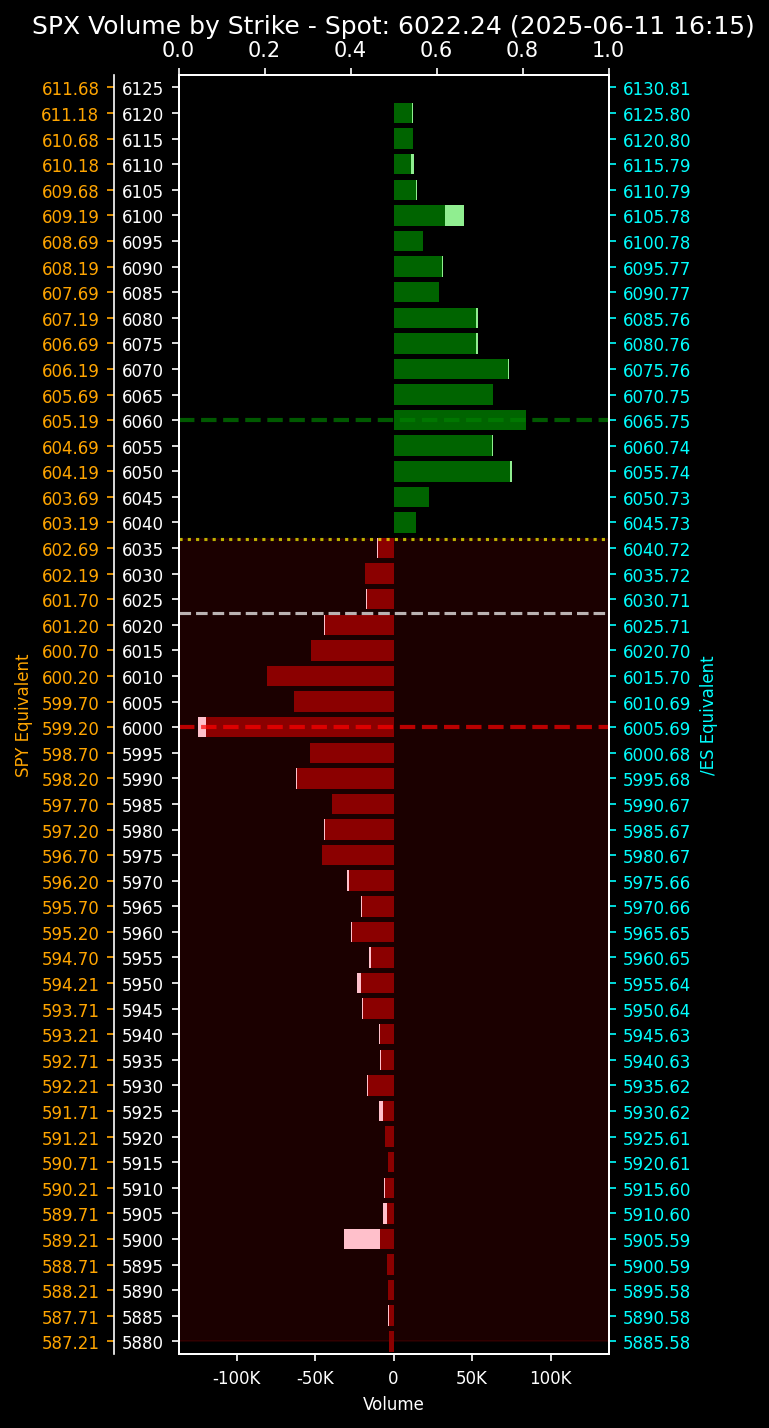 SPX Volume by Strike - Spot: 6022.24 (2025-06-11 16:15)
0.0 0.2 0.4 0.6 0.8 1.0
611.68 6125 6130.81
611.18 6120 6125.80
610.68 6115 6120.80
610.18 6110 6115.79
609.68 6105 6110.79
609.19 6100 6105.78
608.69 6095 6100.78
608.19 6090 6095.77
607.69 6085 6090.77
607.19 6080 6085.76
606.69 6075 6080.76
606.19 6070 6075.76
605.69 6065 6070.75
605.19 6060 6065.75
604.69 6055 6060.74
604.19 6050 6055.74
603.69 6045 6050.73
603.19 6040 6045.73
602.69 6035 6040.72
602.19 6030 6035.72
601.70 6025 6030.71
601.20 6020 6025.71
600.70 6015 6020.70
600.20 6010 6015.70
599.70 6005 6010.69
599.20 6000 6005.69
598.70 5995 6000.68
598.20 5990 5995.68
597.70 5985 5990.67
597.20 5980 5985.67
596.70 5975 5980.67
596.20 5970 5975.66
595.70 5965 5970.66
595.20 5960 5965.65
594.70 5955 5960.65
594.21 5950 5955.64
593.71 5945 5950.64
593.21 5940 5945.63
592.71 5935 5940.63
592.21 5930 5935.62
591.71 5925 5930.62
591.21 5920 5925.61
590.71 5915 5920.61
590.21 5910 5915.60
589.71 5905 5910.60
589.21 5900 5905.59
588.71 5895 5900.59
588.21 5890 5895.58
587.71 5885 5890.58
587.21 5880 5885.58
SPY Equivalent
/ES Equivalent
-100K -50K 0 50K 100K
Volume